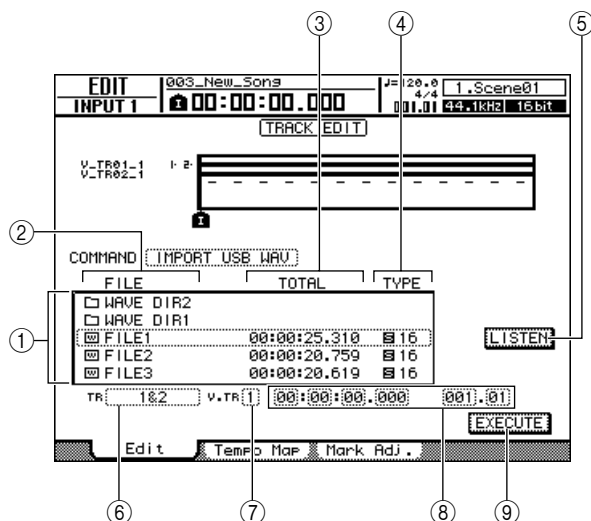 ③ ④ ⑤
EDIT 003_New_Song J=120.0 1.Scene01
4/4
INPUT 1 I 00:00:00.000 001.01 44.1kHz 16bit
TRACK EDIT
V_TR01_1 1- 2-
V_TR02_1
I
②
COMMAND IMPORT USB WAV
FILE TOTAL TYPE
① WAVE DIR2
WAVE DIR1
W FILE1 00:00:25.310 S 16 LISTEN
W FILE2 00:00:20.759 S 16
W FILE3 00:00:20.619 S 16
TR 1&2 V.TR 1 00:00:00.000 001.01
EXECUTE
Edit Tempo Map Mark Adj.
⑥ ⑦ ⑧ ⑨